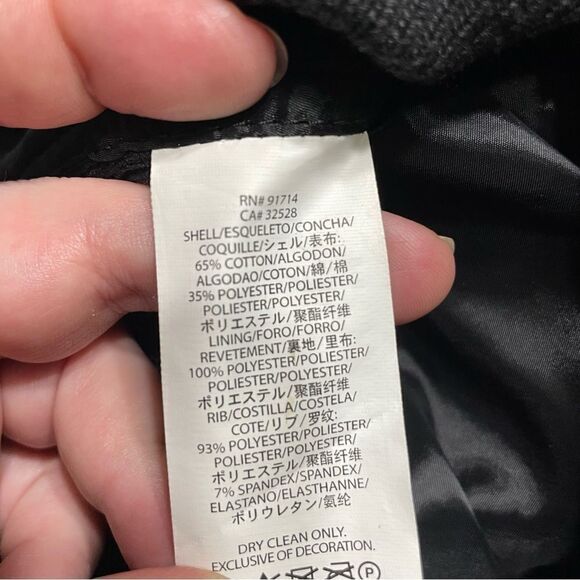 RN# 91714
CA# 32528
SHELL/ESQUELETO/CONCHA/
COQUILLE/シェル/表布:
65% COTTON/ALGODON/
ALGODAO/COTON/綿/棉
35% POLYESTER/POLYESTER/
POLIESTER/POLYESTER/
ポリエステル/聚酯纤维
LINING/FORO/FORRO/
REVETEMENT/裏地/里布:
100% POLYESTER/POLIESTER/
POLIESTER/POLYESTER/
ポリエステル/聚酯纤维
RIB/COSTILLA/COSTELA/
COTE/リブ/罗纹:
93% POLYESTER/POLIESTER/
POLIESTER/POLYESTER/
ポリエステル/聚酯纤维
7% SPANDEX/SPANDEX/
ELASTANO/ELASTHANNE/
ポリウレタン/氨纶
DRY CLEAN ONLY.
EXCLUSIVE OF DECORATION.
P